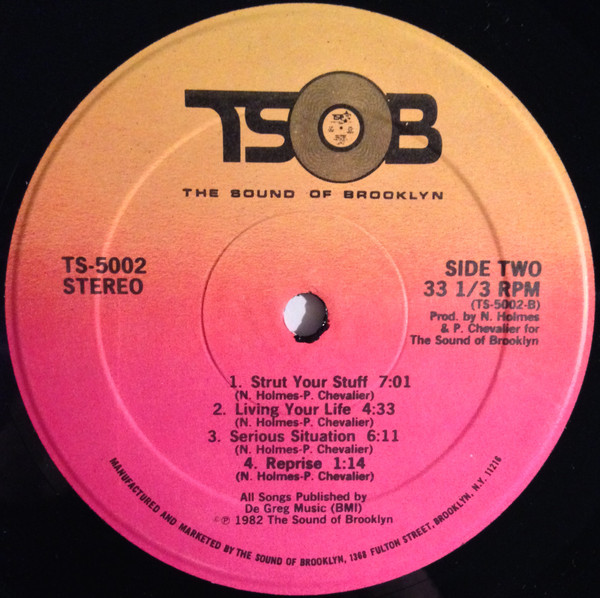 TSOB
THE SOUND OF BROOKLYN
TS-5002
STEREO
SIDE TWO
33 1/3 RPM
(TS-5002-B)
Prod. by N. Holmes
& P. Chevalier for
The Sound of Brooklyn
1. Strut Your Stuff 7:01
(N. Holmes-P. Chevalier)
2. Living Your Life 4:33
(N. Holmes-P. Chevalier)
3. Serious Situation 6:11
(N. Holmes-P. Chevalier)
4. Reprise 1:14
(N. Holmes-P. Chevalier)
All Songs Published by
De Greg Music (BMI)
©℗ 1982 The Sound of Brooklyn
MANUFACTURED AND MARKETED BY THE SOUND OF BROOKLYN, 1368 FULTON STREET, BROOKLYN, N.Y. 11216